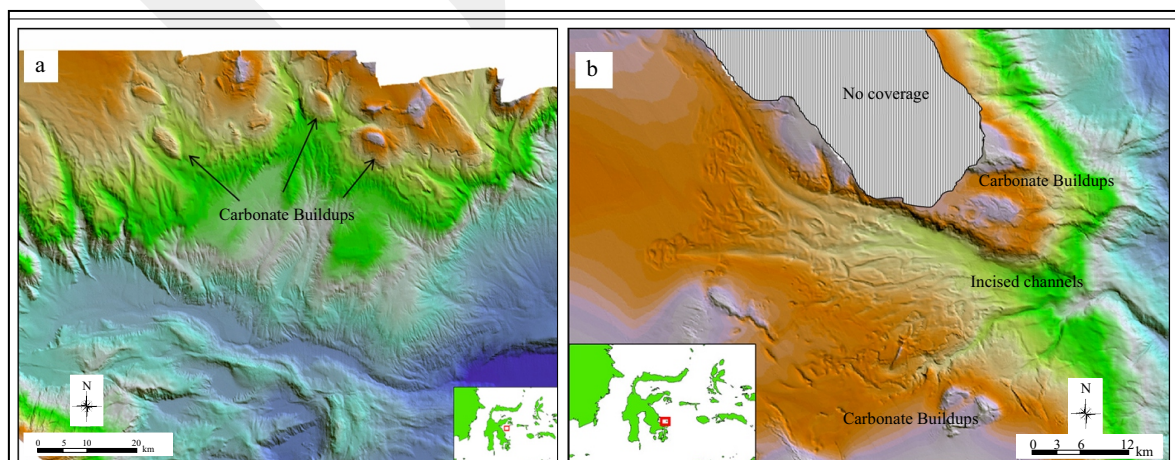 a
Carbonate Buildups
N
0 5 10 20
km
b
No coverage
Carbonate Buildups
Incised channels
Carbonate Buildups
N
0 3 6 12
km